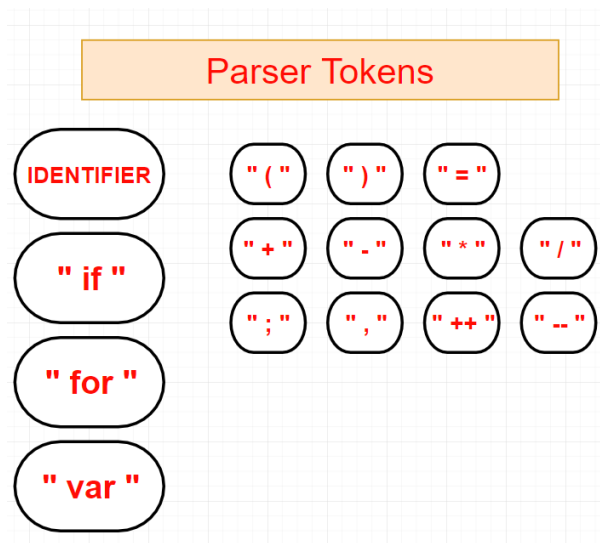 Parser Tokens
IDENTIFIER
" if "
" for "
" var "
" ( " " ) " " = "
" + " " - " " * " " / "
" ; " " , " " ++ " " -- "